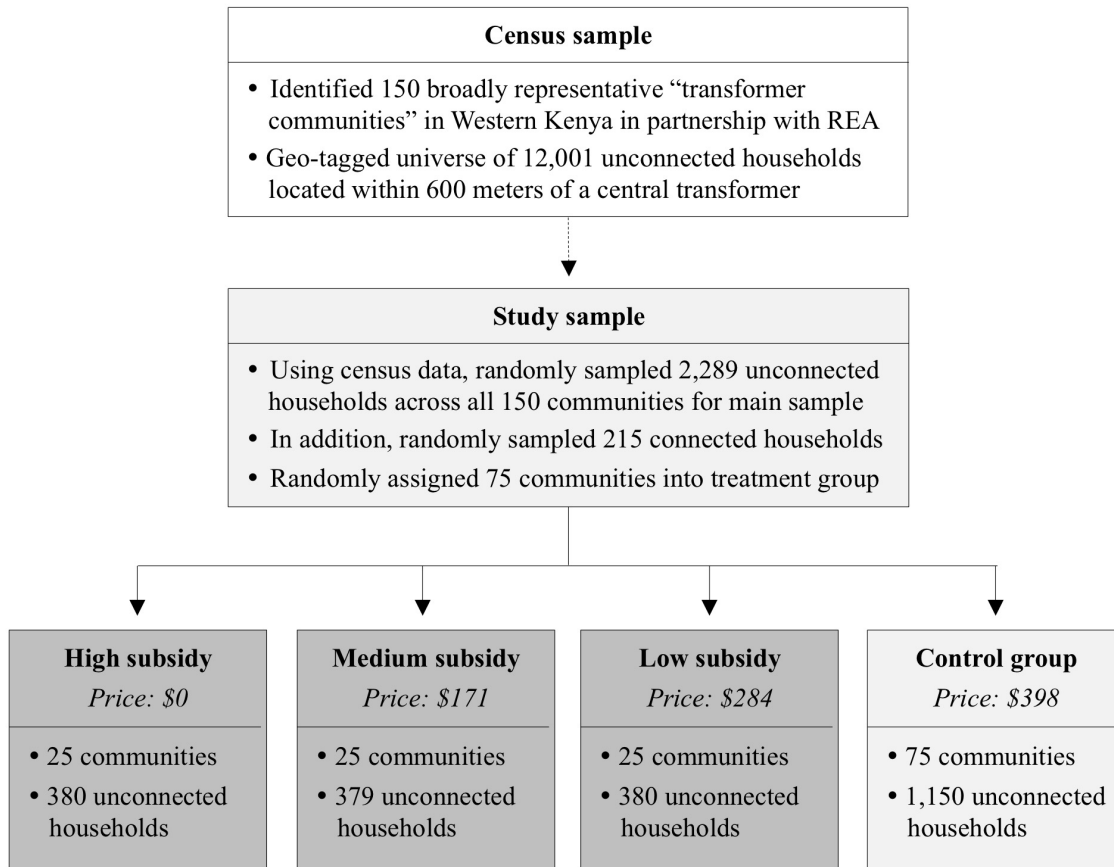 Census sample
• Identified 150 broadly representative “transformer
communities” in Western Kenya in partnership with REA
• Geo-tagged universe of 12,001 unconnected households
located within 600 meters of a central transformer
Study sample
• Using census data, randomly sampled 2,289 unconnected
households across all 150 communities for main sample
• In addition, randomly sampled 215 connected households
• Randomly assigned 75 communities into treatment group
High subsidy
Price: $0
• 25 communities
• 380 unconnected
households
Medium subsidy
Price: $171
• 25 communities
• 379 unconnected
households
Low subsidy
Price: $284
• 25 communities
• 380 unconnected
households
Control group
Price: $398
• 75 communities
• 1,150 unconnected
households